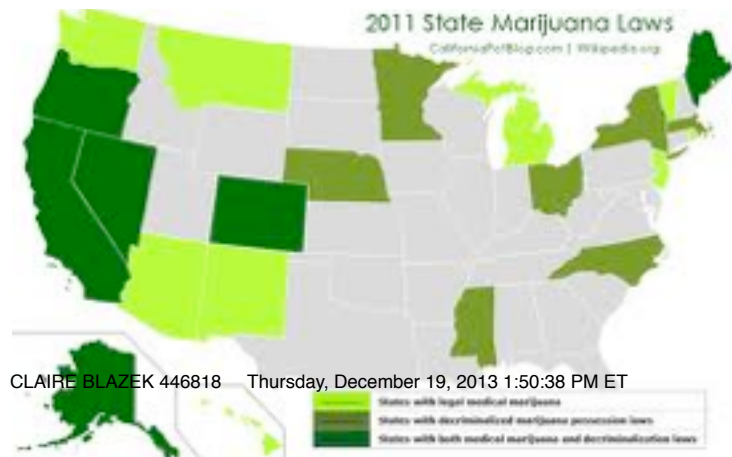 2011 State Marijuana Laws
CaliforniaPotBlog.com | Wikipedia.org
CLAIRE BLAZEK 446818 Thursday, December 19, 2013 1:50:38 PM ET
States with legal medical marijuana
States with decriminalized marijuana possession laws
States with both medical marijuana and decriminalization laws